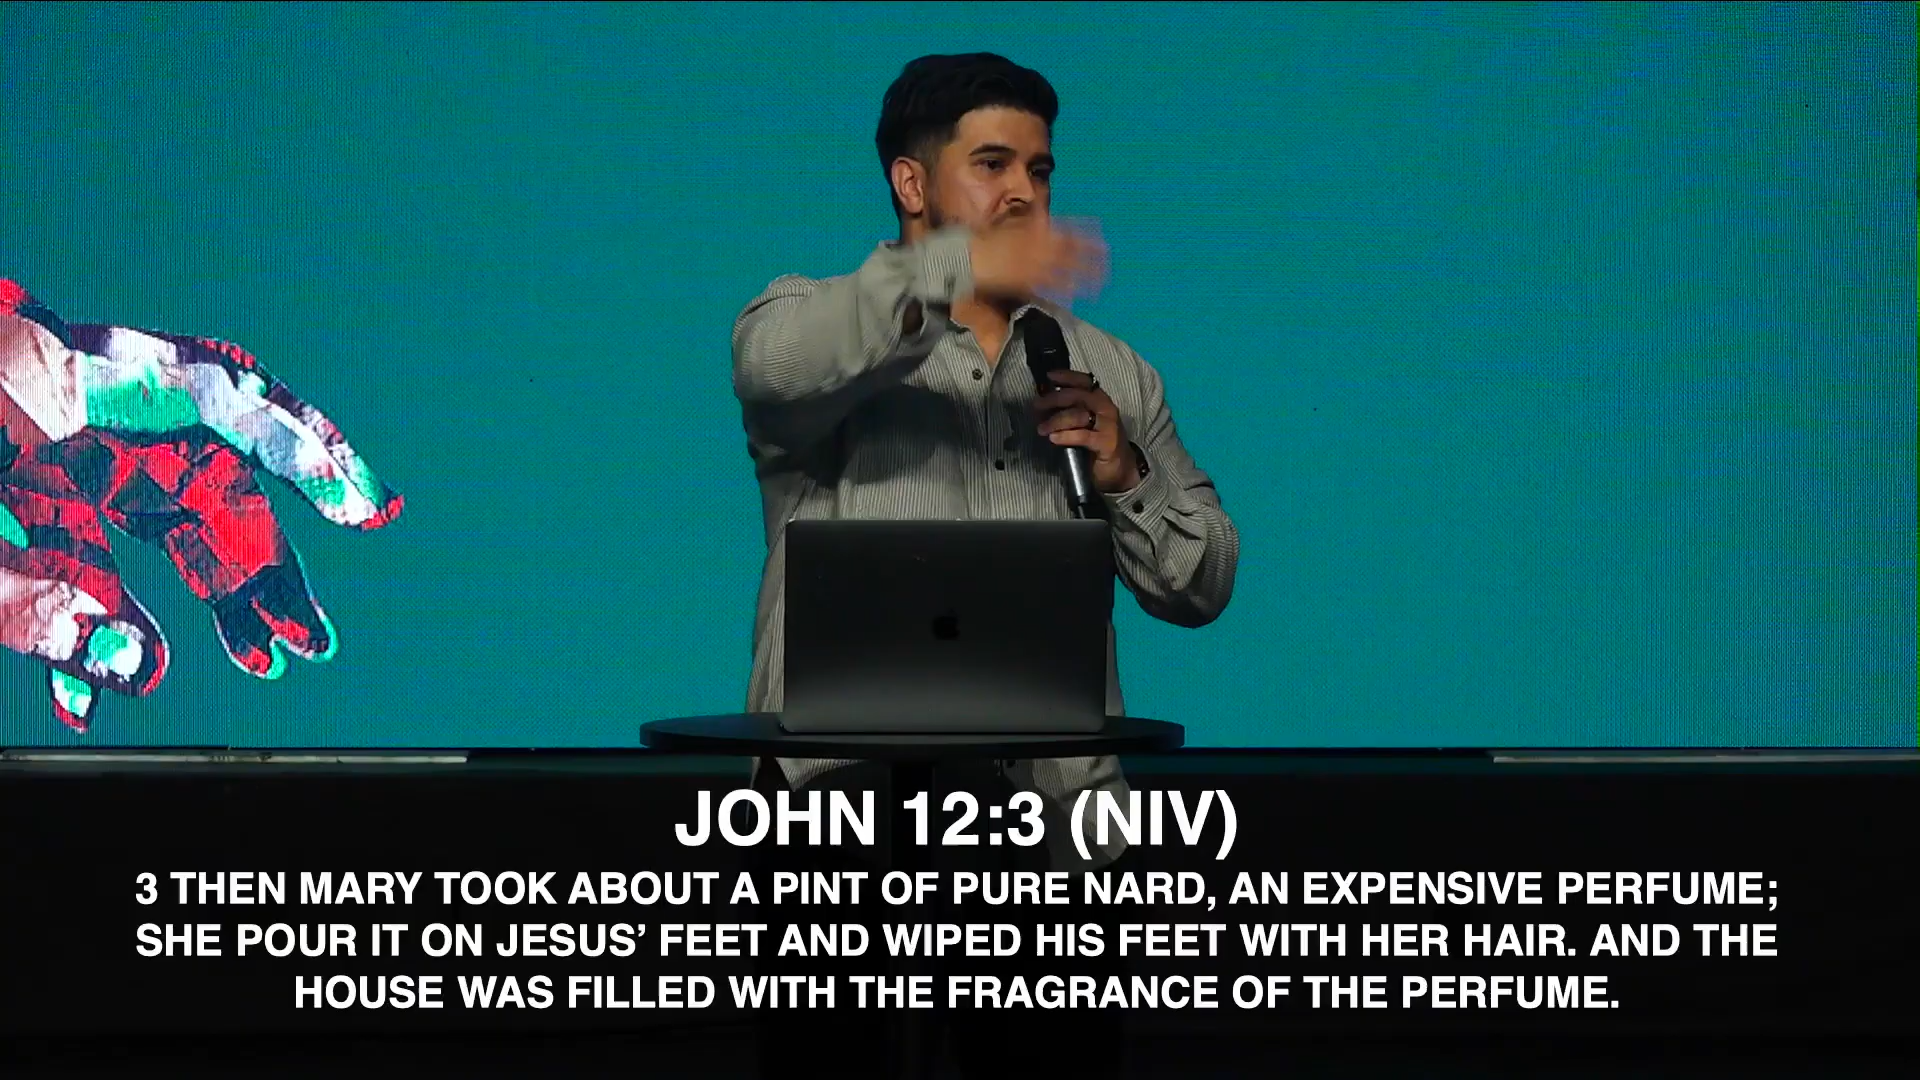 JOHN 12:3 (NIV)
3 THEN MARY TOOK ABOUT A PINT OF PURE NARD, AN EXPENSIVE PERFUME;
SHE POUR IT ON JESUS’ FEET AND WIPED HIS FEET WITH HER HAIR. AND THE
HOUSE WAS FILLED WITH THE FRAGRANCE OF THE PERFUME.